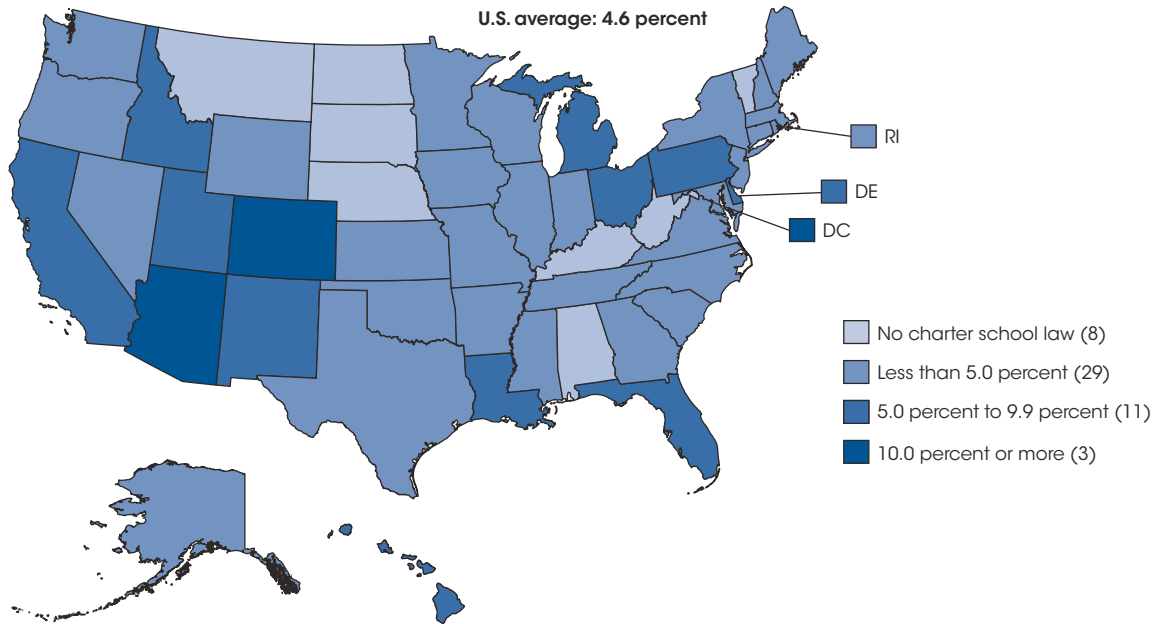 U.S. average: 4.6 percent
RI
DE
DC
No charter school law (8)
Less than 5.0 percent (29)
5.0 percent to 9.9 percent (11)
10.0 percent or more (3)